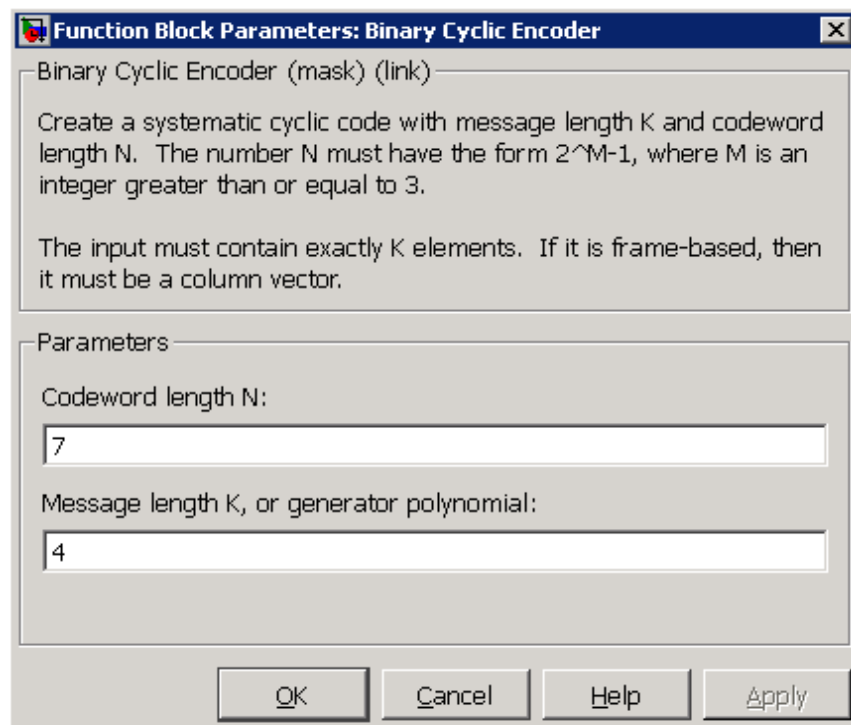 Function Block Parameters: Binary Cyclic Encoder
Binary Cyclic Encoder (mask) (link)
Create a systematic cyclic code with message length K and codeword
length N. The number N must have the form 2^M-1, where M is an
integer greater than or equal to 3.
The input must contain exactly K elements. If it is frame-based, then
it must be a column vector.
Parameters
Codeword length N:
7
Message length K, or generator polynomial:
4
OK Cancel Help Apply